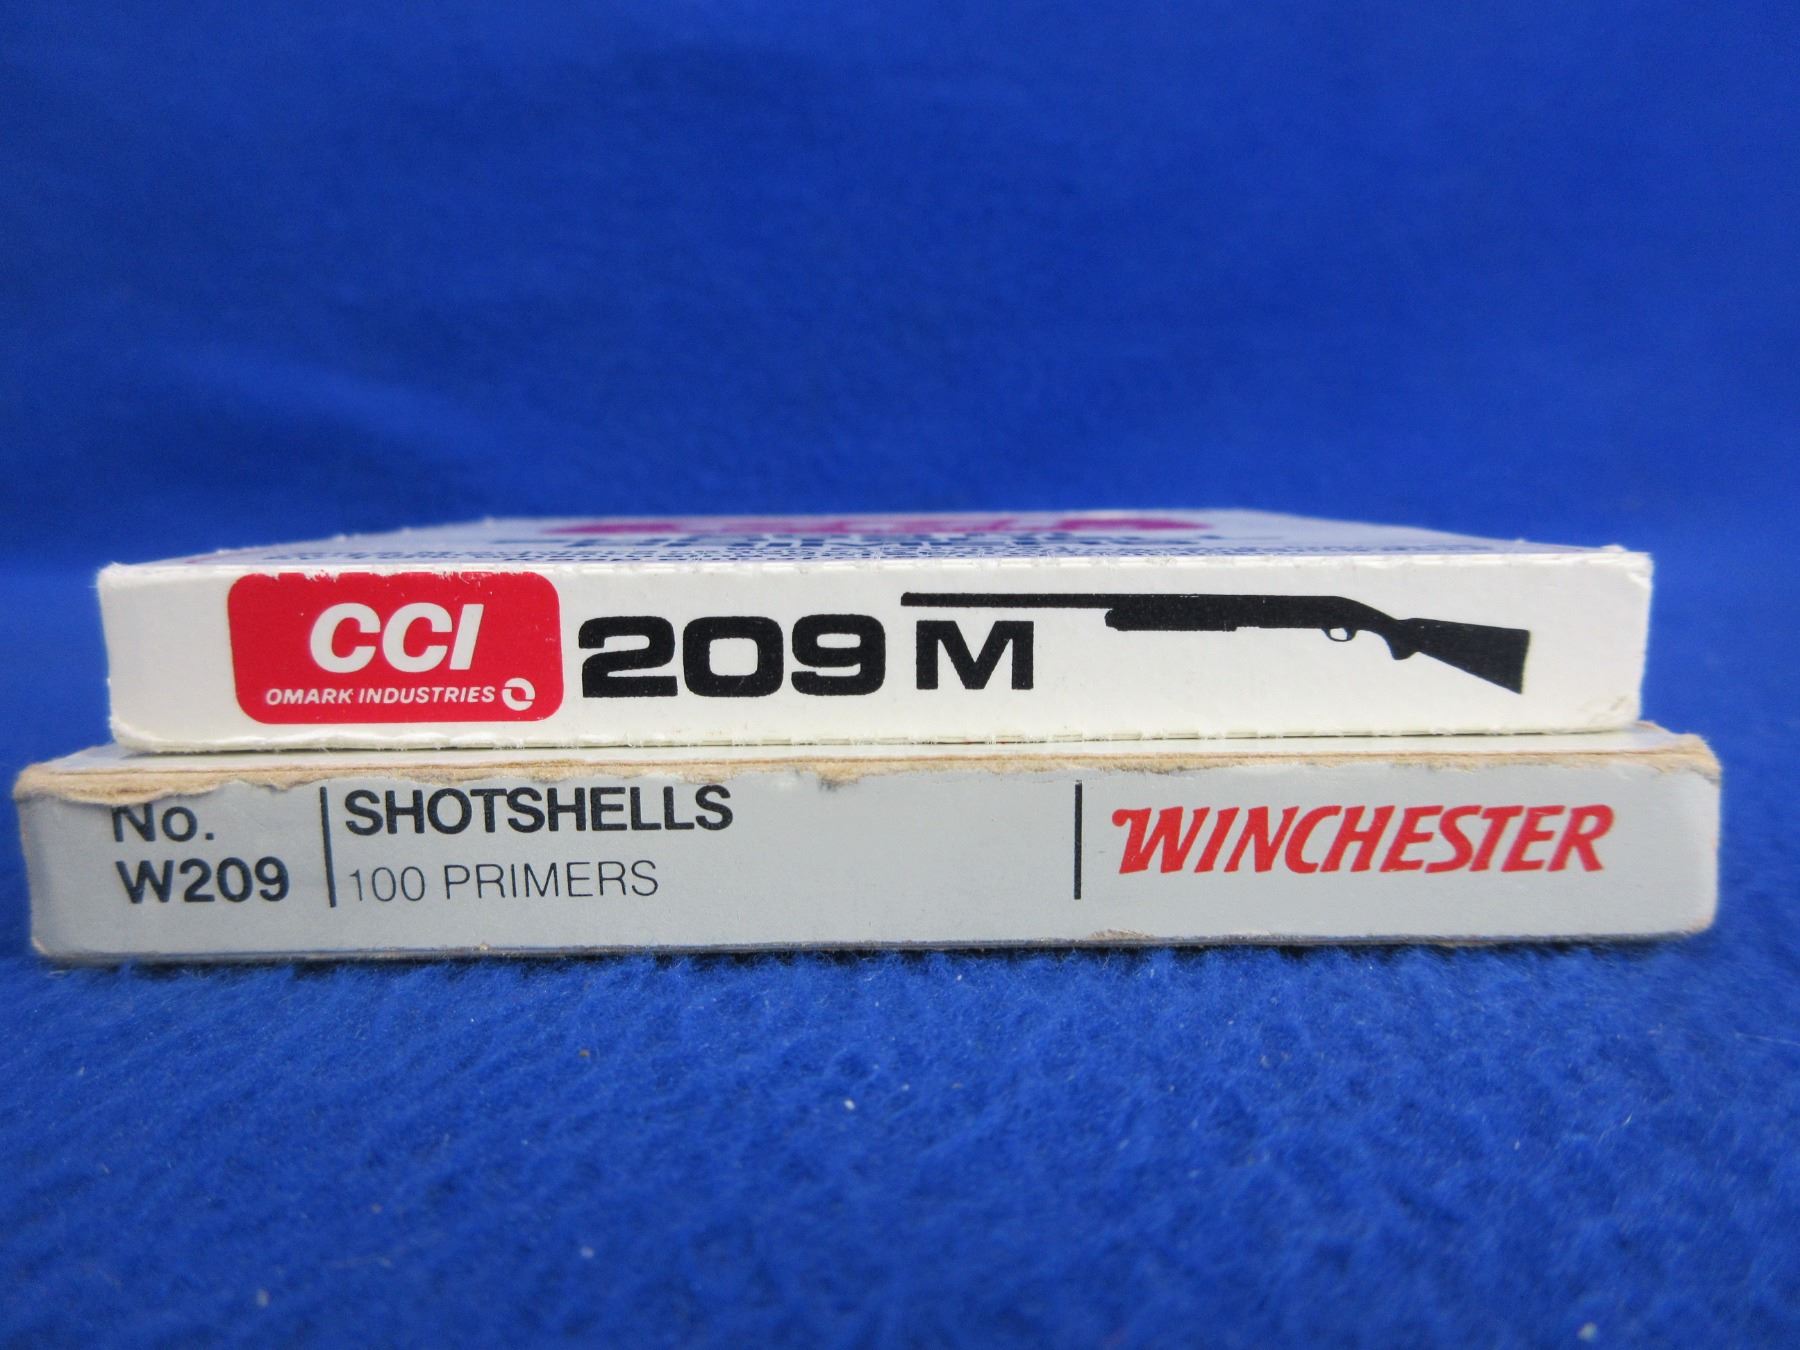 CCI
OMARK INDUSTRIES
209 M
No.
W209
SHOTSHELLS
100 PRIMERS
WINCHESTER